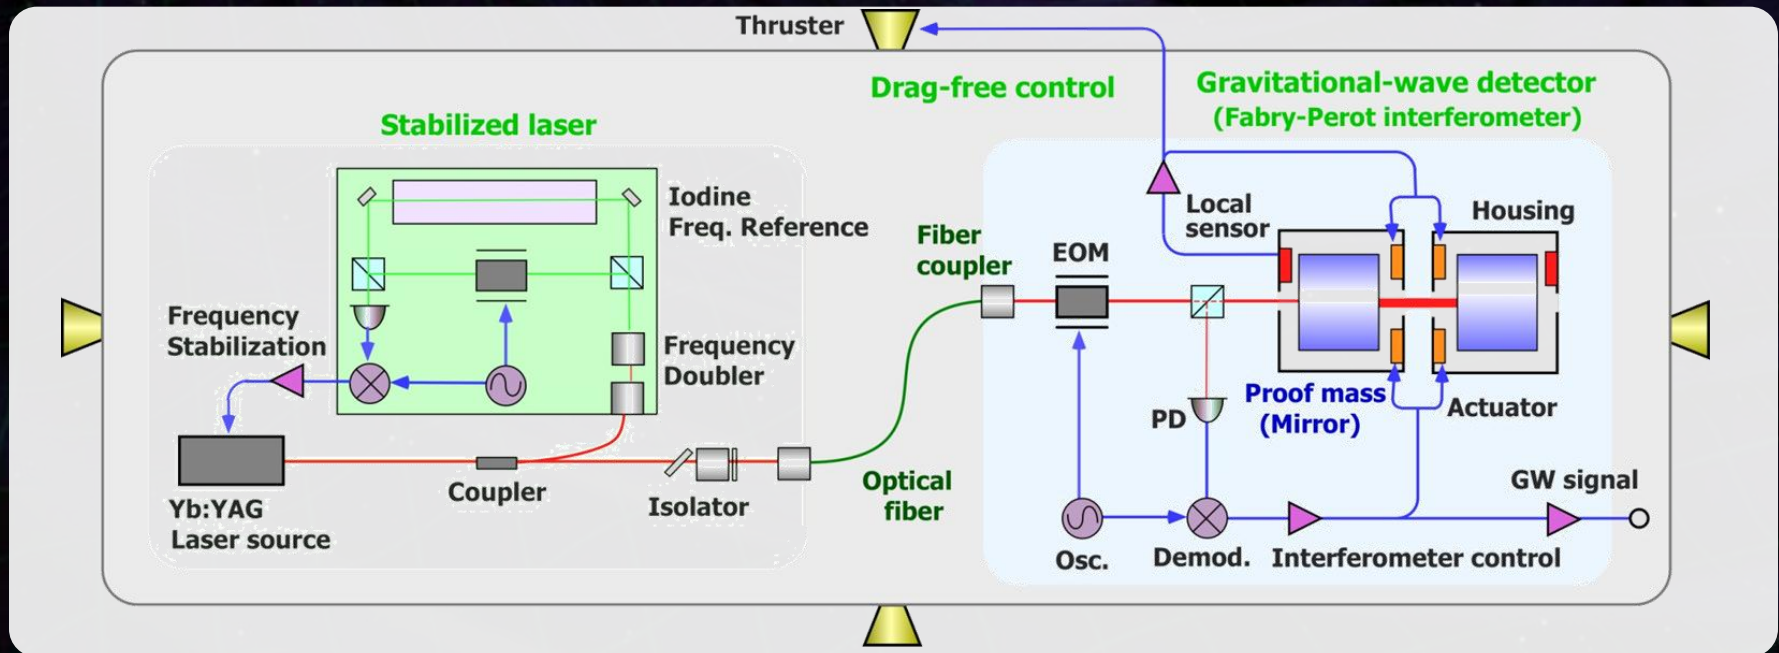 Thruster
Drag-free control
Gravitational-wave detector
(Fabry-Perot interferometer)
Stabilized laser
Iodine
Freq. Reference
Local
sensor
Housing
Fiber
coupler
EOM
Frequency
Stabilization
Frequency
Doubler
Proof mass
(Mirror)
Actuator
PD
Coupler
Isolator
Optical
fiber
GW signal
Yb:YAG
Laser source
Osc.
Demod.
Interferometer control